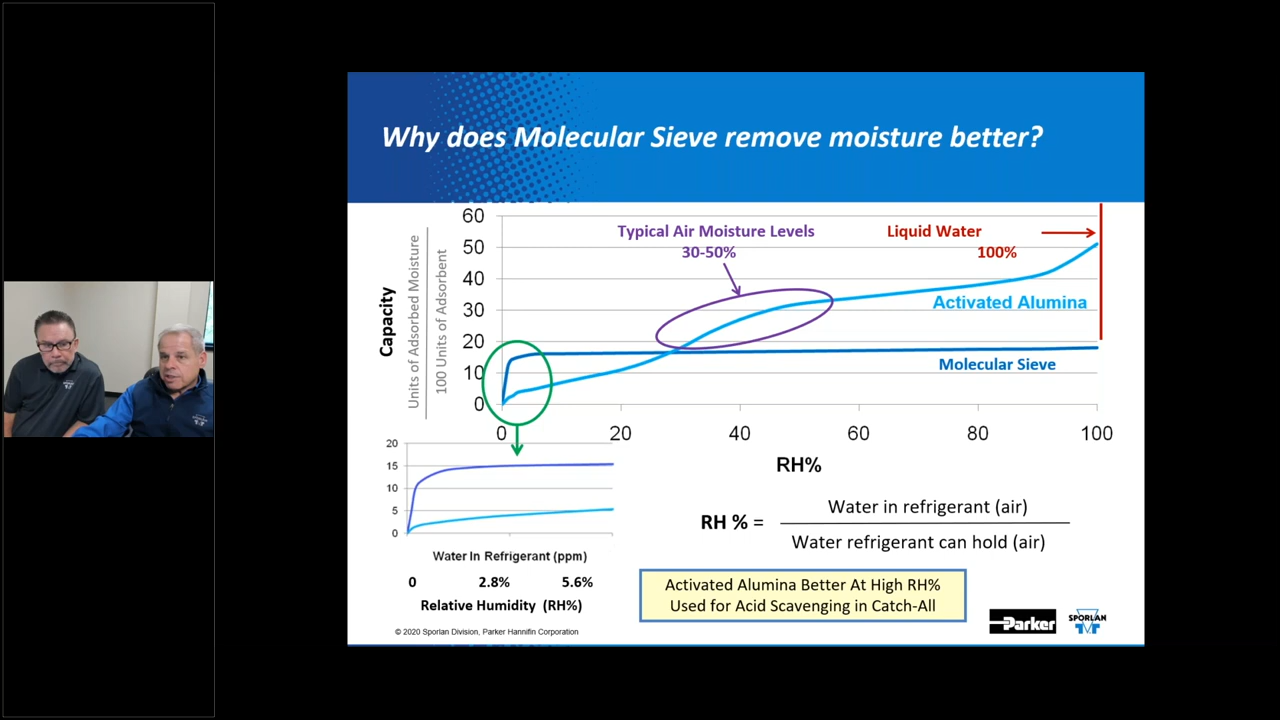 Why does Molecular Sieve remove moisture better?
60
50
40
30
20
10
0
Capacity
Units of Adsorbed Moisture
100 Units of Adsorbent
Typical Air Moisture Levels
30-50%
Liquid Water
100%
Activated Alumina
Molecular Sieve
0 20 40 60 80 100
RH%
20
15
10
5
0
Water In Refrigerant (ppm)
0 2.8% 5.6%
Relative Humidity (RH%)
RH % =
Water in refrigerant (air)
Water refrigerant can hold (air)
Activated Alumina Better At High RH%
Used for Acid Scavenging in Catch-All
© 2020 Sporlan Division, Parker Hannifin Corporation
Parker
SPORLAN